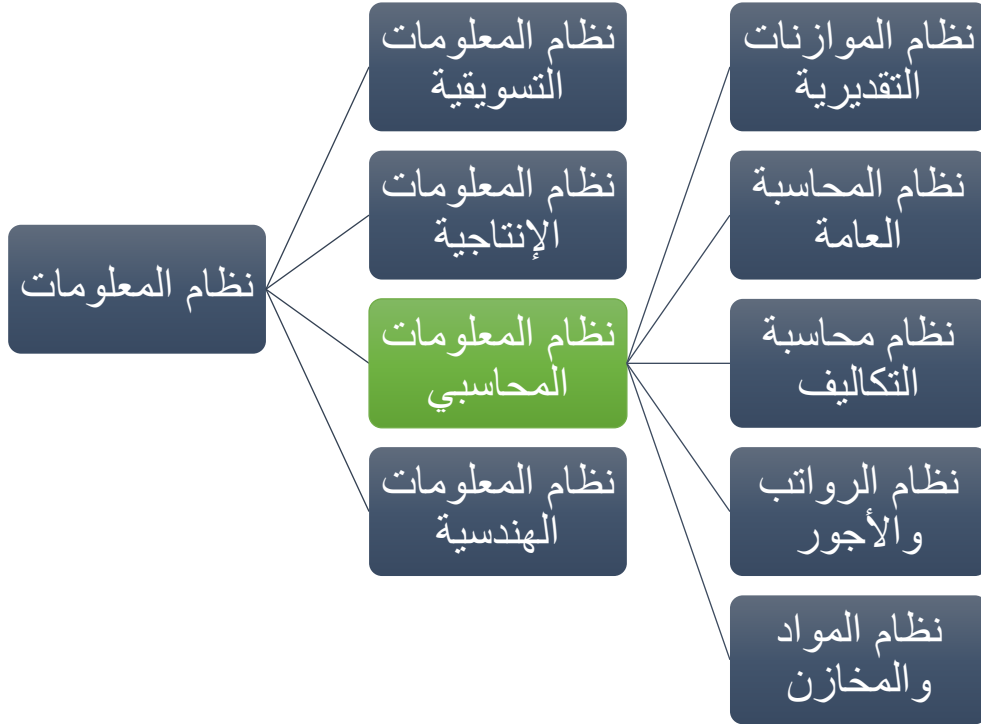 نظام المعلومات
نظام المعلومات
التسويقية
نظام المعلومات
الإنتاجية
نظام المعلومات
المحاسبي
نظام المعلومات
الهندسية
نظام الموازنات
التقديرية
نظام المحاسبة
العامة
نظام محاسبة
التكاليف
نظام الرواتب
والأجور
نظام المواد
والمخازن